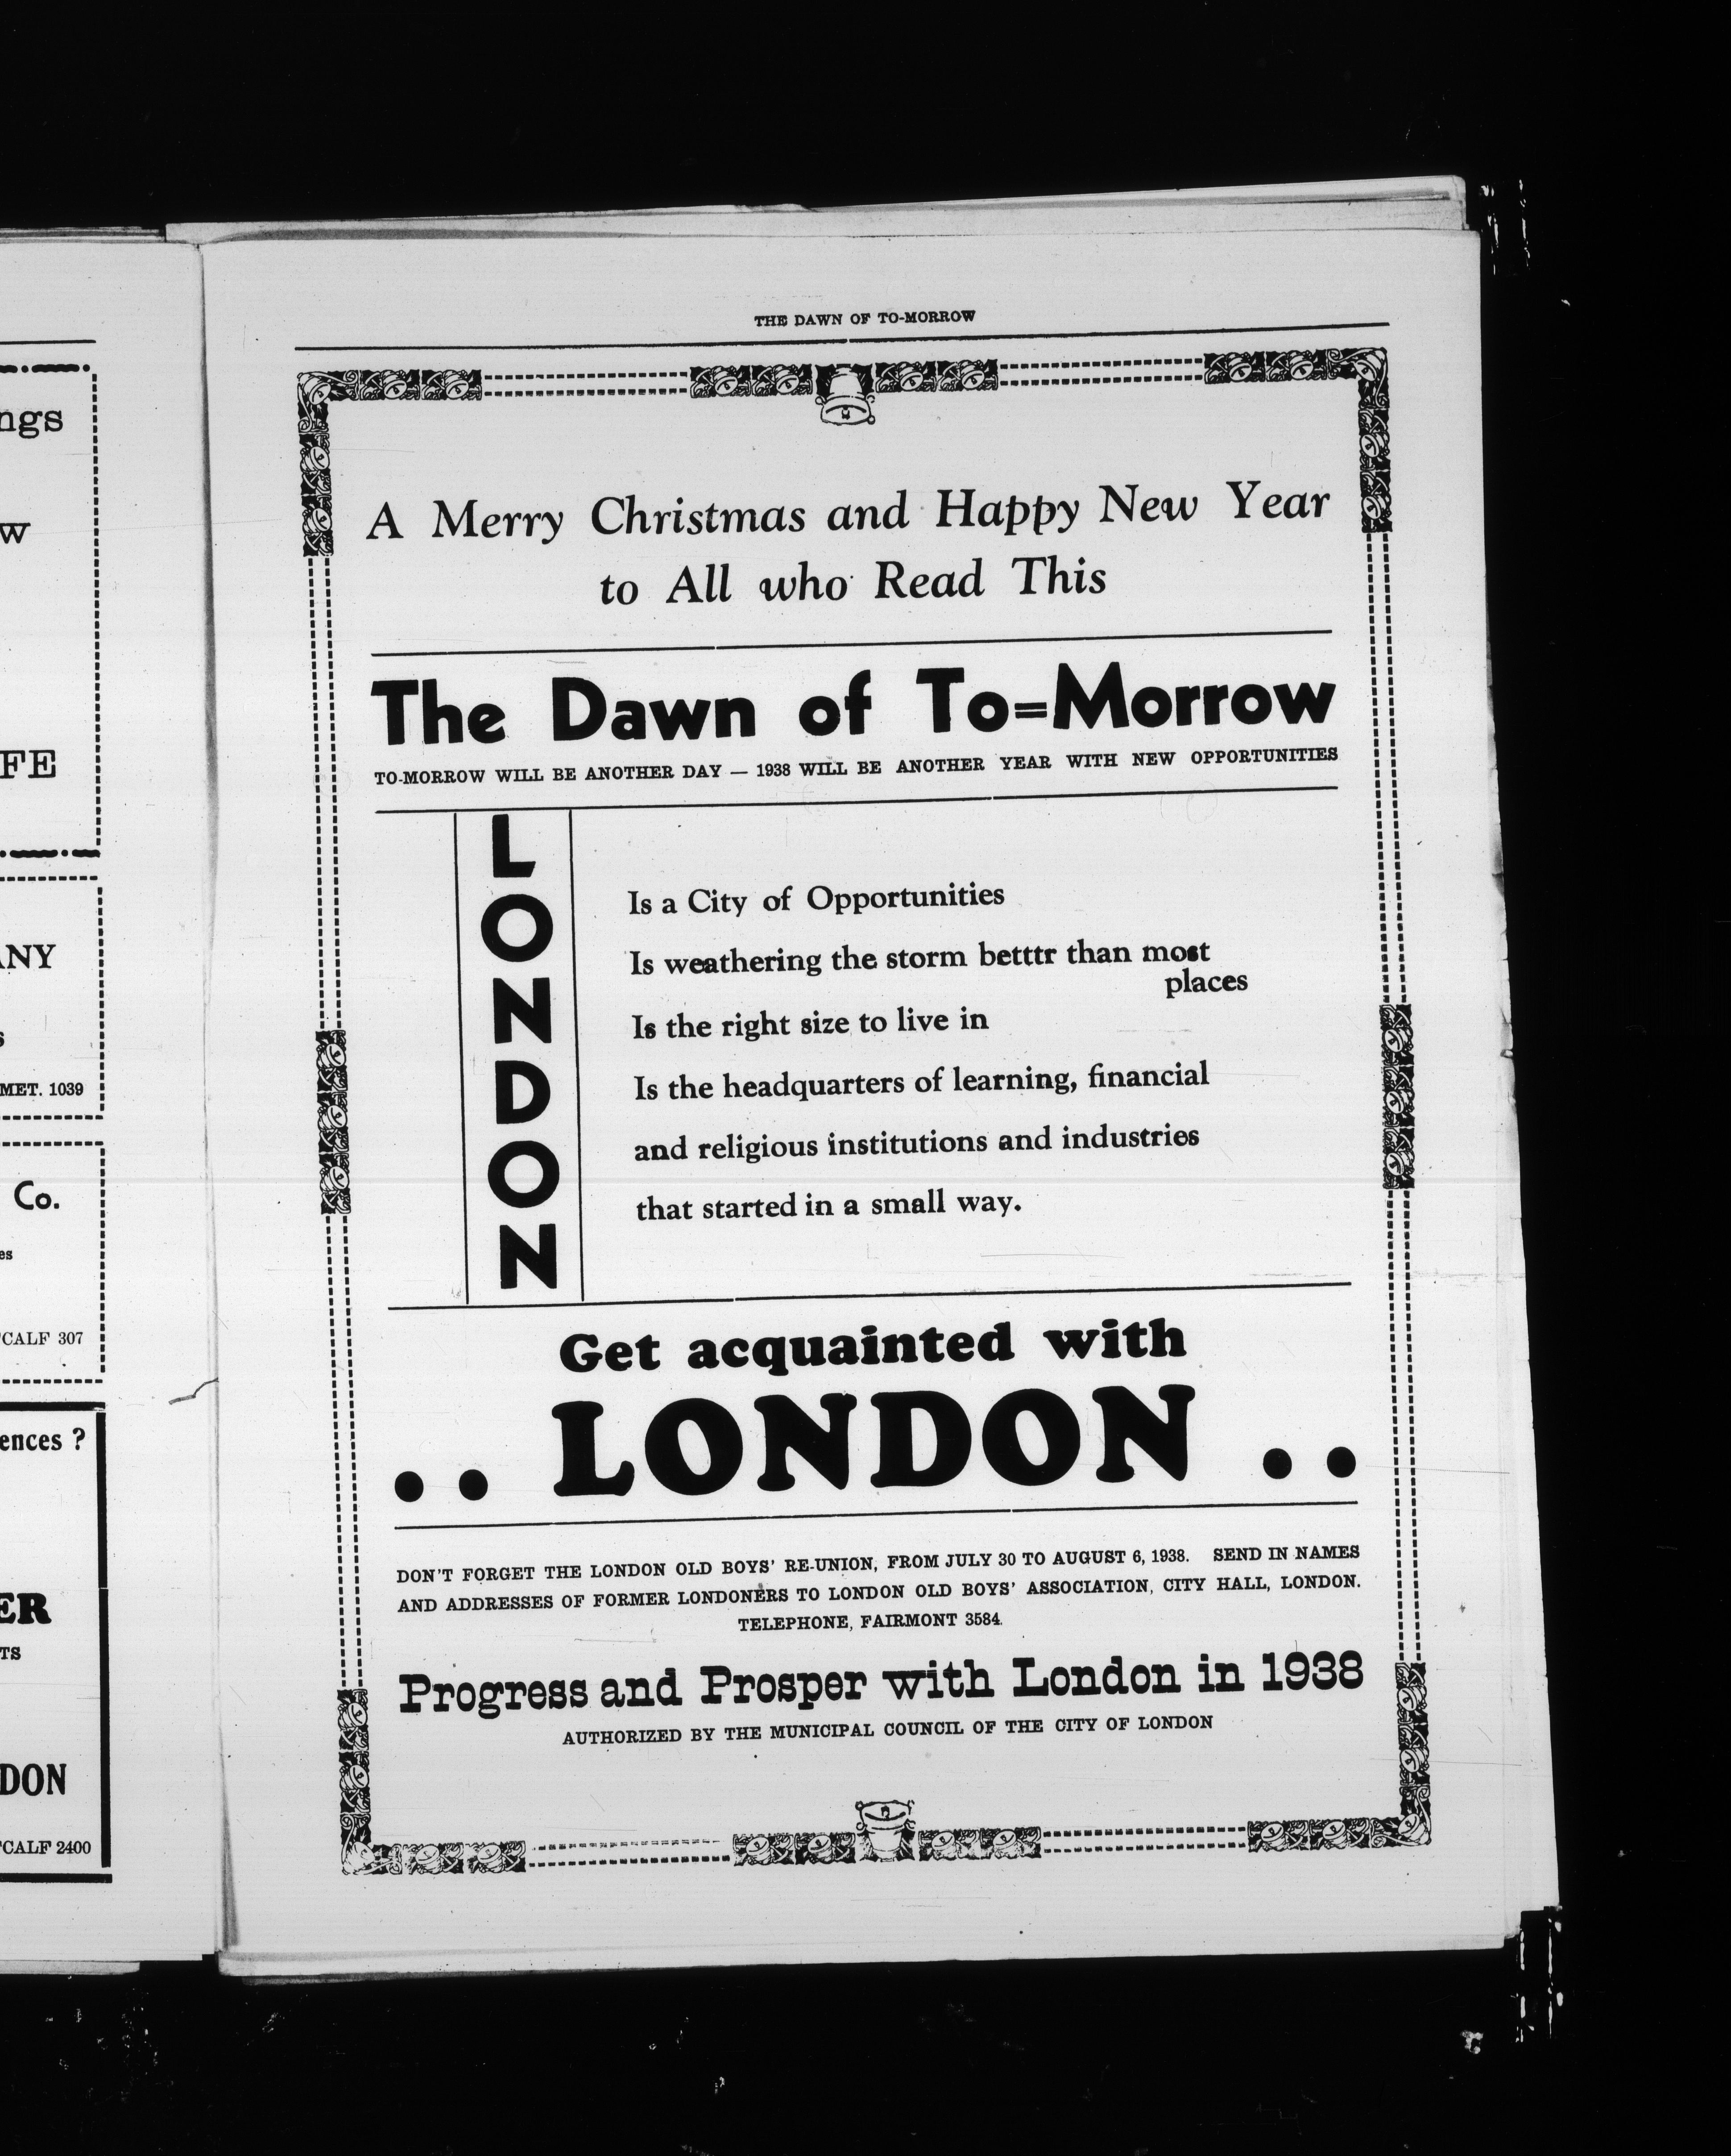 ngs
w
FE
ANY
s
MET. 1039
Co.
es
CALF 307
ences ?
ER
TS
DON
CALF 2400
THE DAWN OF TO-MORROW
A Merry Christmas and Happy New Year
to All who Read This
The Dawn of To=Morrow
TO-MORROW WILL BE ANOTHER DAY — 1938 WILL BE ANOTHER YEAR WITH NEW OPPORTUNITIES
L
O
N
D
O
N
Is a City of Opportunities
Is weathering the storm betttr than most
places
Is the right size to live in
Is the headquarters of learning, financial
and religious institutions and industries
that started in a small way.
Get acquainted with
. . LONDON . .
DON'T FORGET THE LONDON OLD BOYS' RE-UNION, FROM JULY 30 TO AUGUST 6, 1938. SEND IN NAMES
AND ADDRESSES OF FORMER LONDONERS TO LONDON OLD BOYS' ASSOCIATION, CITY HALL, LONDON.
TELEPHONE, FAIRMONT 3584.
Progress and Prosper with London in 1938
AUTHORIZED BY THE MUNICIPAL COUNCIL OF THE CITY OF LONDON